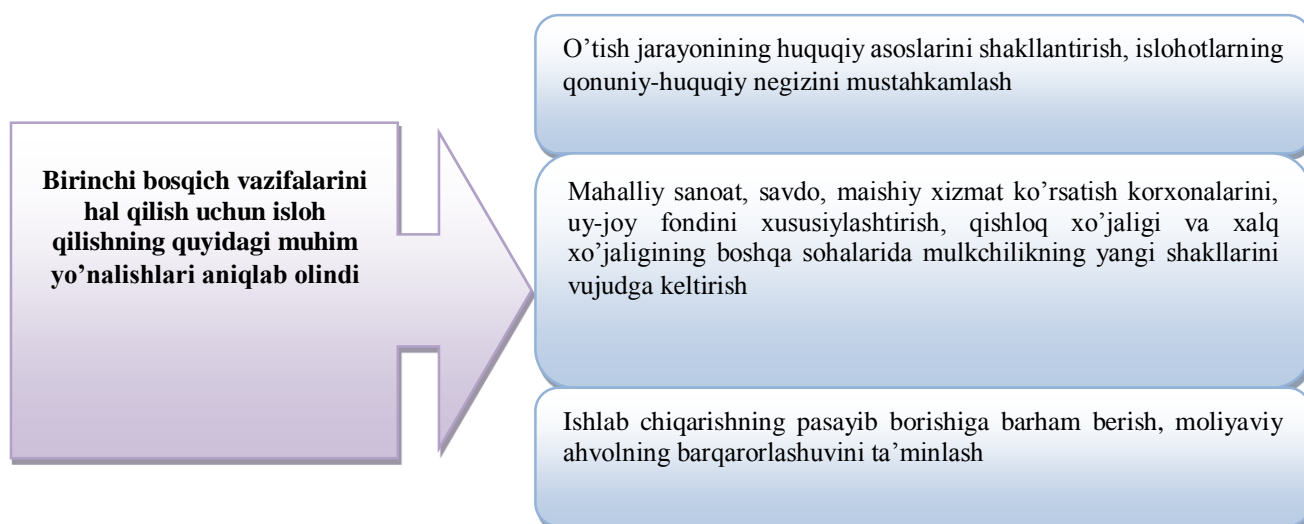 Birinchi bosqich vazifalarini
hal qilish uchun isloh
qilishning quyidagi muhim
yo’nalishlari aniqlab olindi
O’tish jarayonining huquqiy asoslarini shakllantirish, islohotlarning
qonuniy-huquqiy negizini mustahkamlash
Mahalliy sanoat, savdo, maishiy xizmat ko’rsatish korxonalarini,
uy-joy fondini xususiylashtirish, qishloq xo’jaligi va xalq
xo’jaligining boshqa sohalarida mulkchilikning yangi shakllarini
vujudga keltirish
Ishlab chiqarishning pasayib borishiga barham berish, moliyaviy
ahvolning barqarorlashuvini ta’minlash